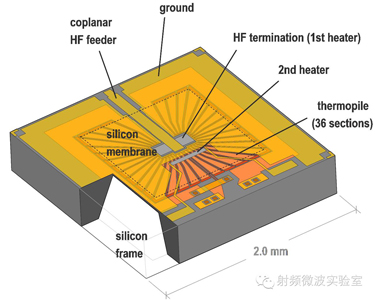 ground
coplanar
HF feeder
HF termination (1st heater)
2nd heater
thermopile
(36 sections)
silicon
membrane
silicon
frame
2.0 mm
射频微波实验室